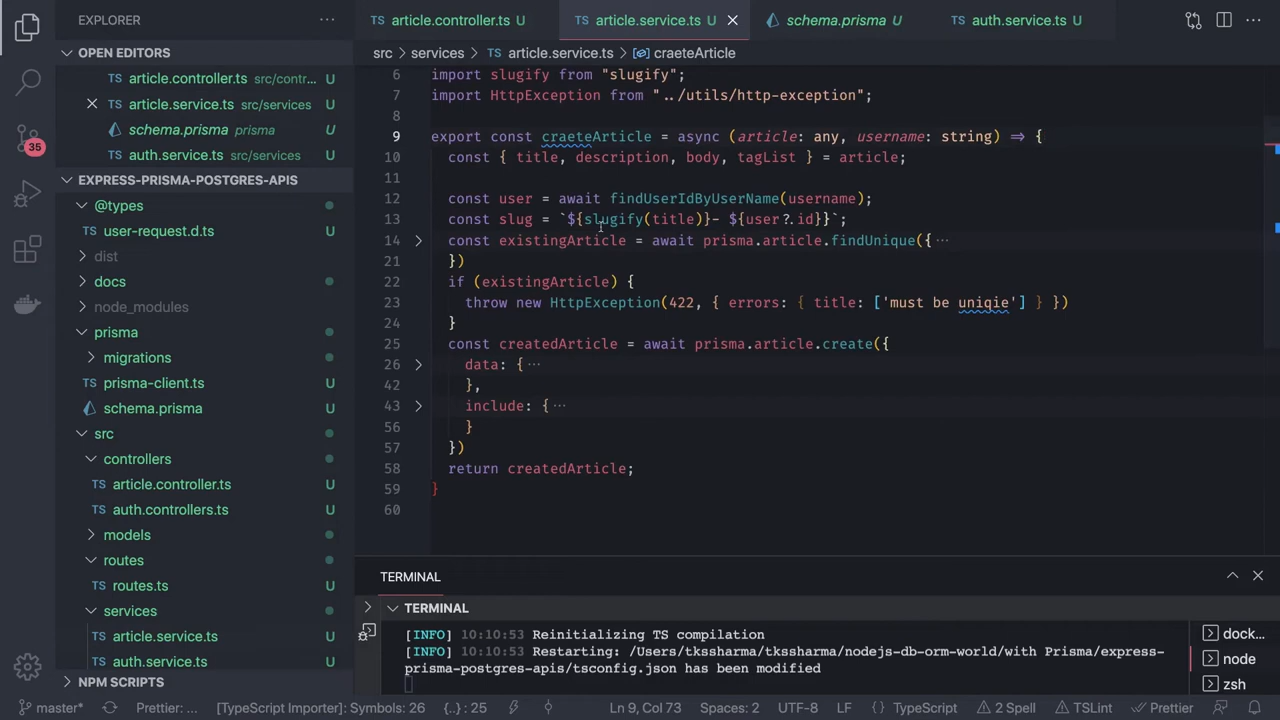 EXPLORER
OPEN EDITORS
TS article.controller.ts src/contr... U
TS article.service.ts src/services U
schema.prisma prisma U
TS auth.service.ts src/services U
EXPRESS-PRISMA-POSTGRES-APIS
@types
TS user-request.d.ts U
dist
docs
node_modules
prisma
migrations
TS prisma-client.ts U
schema.prisma U
src
controllers
TS article.controller.ts U
TS auth.controllers.ts U
models
routes
TS routes.ts U
services
TS article.service.ts U
TS auth.service.ts U
NPM SCRIPTS
35
TS article.controller.ts U
TS article.service.ts U
schema.prisma U
TS auth.service.ts U
src > services > TS article.service.ts > craeteArticle
6 import slugify from "slugify";
7 import HttpException from "../utils/http-exception";
8
9 export const craeteArticle = async (article: any, username: string) => {
10 const { title, description, body, tagList } = article;
11
12 const user = await findUserIdByUserName(username);
13 const slug = `${slugify(title)}- ${user?.id}}`;
14 const existingArticle = await prisma.article.findUnique({ ...
21 })
22 if (existingArticle) {
23 throw new HttpException(422, { errors: { title: ['must be uniqie'] } })
24 }
25 const createdArticle = await prisma.article.create({
26 data: { ...
42 },
43 include: { ...
56 }
57 })
58 return createdArticle;
59 }
60
TERMINAL
TERMINAL
[INFO] 10:10:53 Reinitializing TS compilation
[INFO] 10:10:53 Restarting: /Users/tkssharma/nodejs-db-orm-world/with Prisma/express-
prisma-postgres-apis/tsconfig.json has been modified
dock...
node
zsh
master* Prettier: ... [TypeScript Importer]: Symbols: 26 {..} : 25 Ln 9, Col 73 Spaces: 2 UTF-8 LF { } TypeScript 2 Spell TSLint Prettier